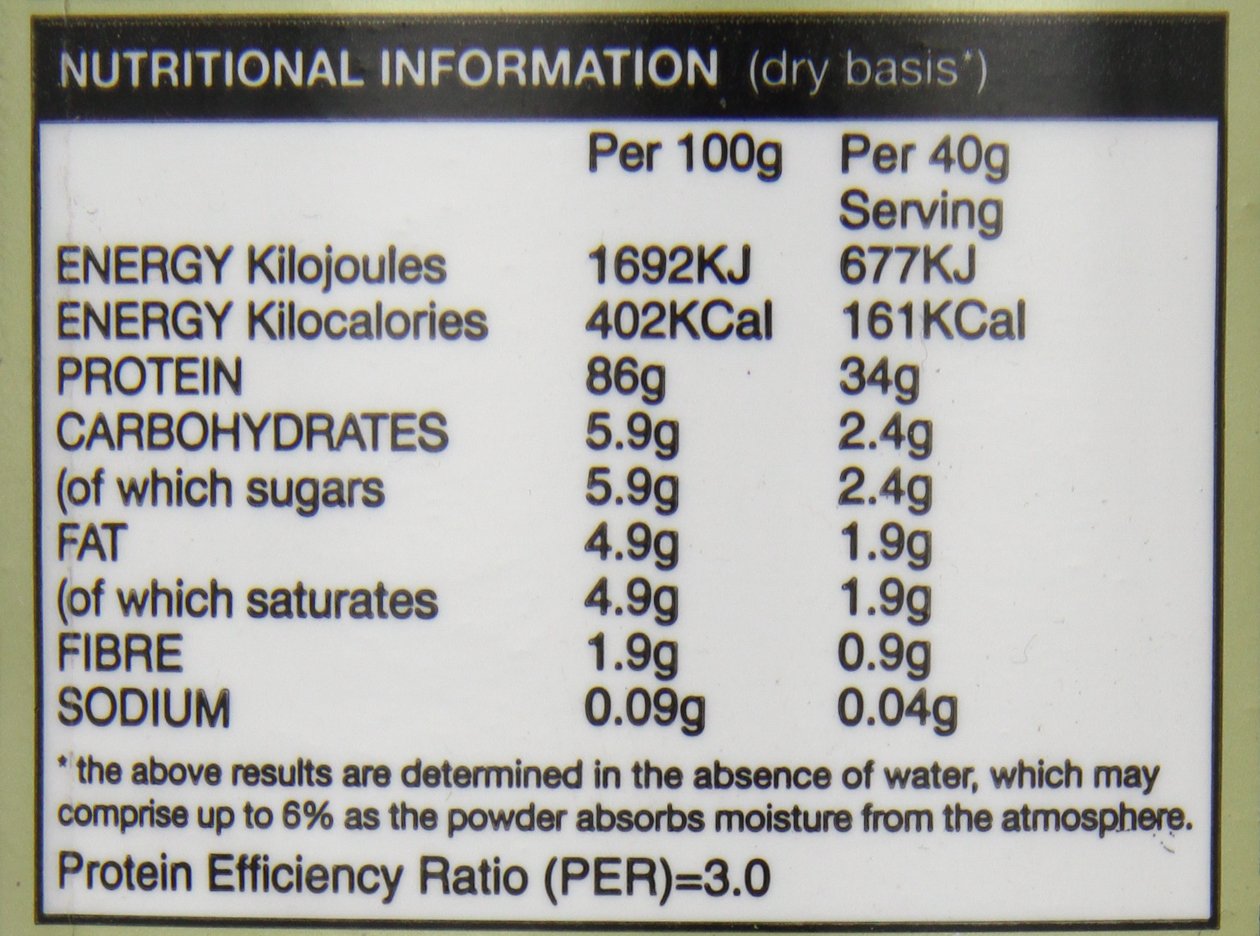 NUTRITIONAL INFORMATION (dry basis*)
Per 100g Per 40g
Serving
ENERGY Kilojoules 1692KJ 677KJ
ENERGY Kilocalories 402KCal 161KCal
PROTEIN 86g 34g
CARBOHYDRATES 5.9g 2.4g
(of which sugars 5.9g 2.4g
FAT 4.9g 1.9g
(of which saturates 4.9g 1.9g
FIBRE 1.9g 0.9g
SODIUM 0.09g 0.04g
* the above results are determined in the absence of water, which may
comprise up to 6% as the powder absorbs moisture from the atmosphere.
Protein Efficiency Ratio (PER)=3.0